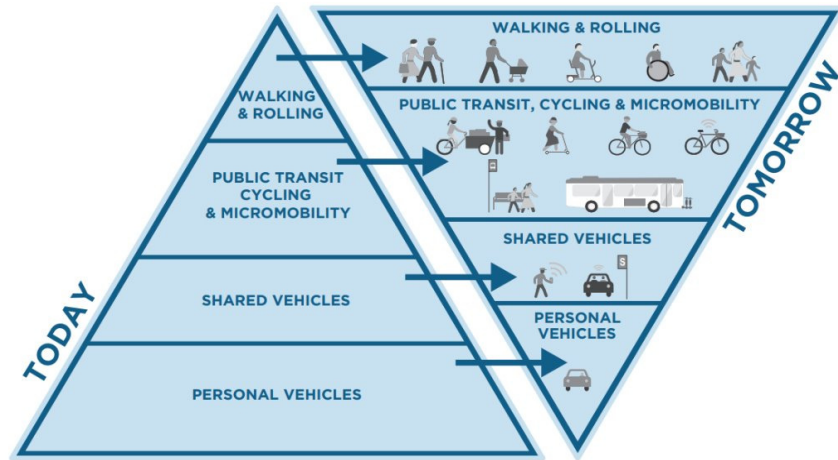 TODAY
WALKING
& ROLLING
PUBLIC TRANSIT
CYCLING
& MICROMOBILITY
SHARED VEHICLES
PERSONAL VEHICLES
TOMORROW
WALKING & ROLLING
PUBLIC TRANSIT, CYCLING & MICROMOBILITY
SHARED VEHICLES
S
PERSONAL
VEHICLES